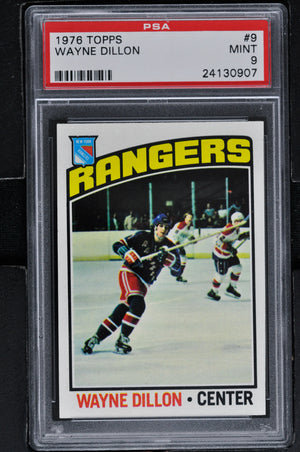 PSA
1976 TOPPS #9
WAYNE DILLON MINT
9
24130907
NEW YORK
RANGERS
WAYNE DILLON • CENTER